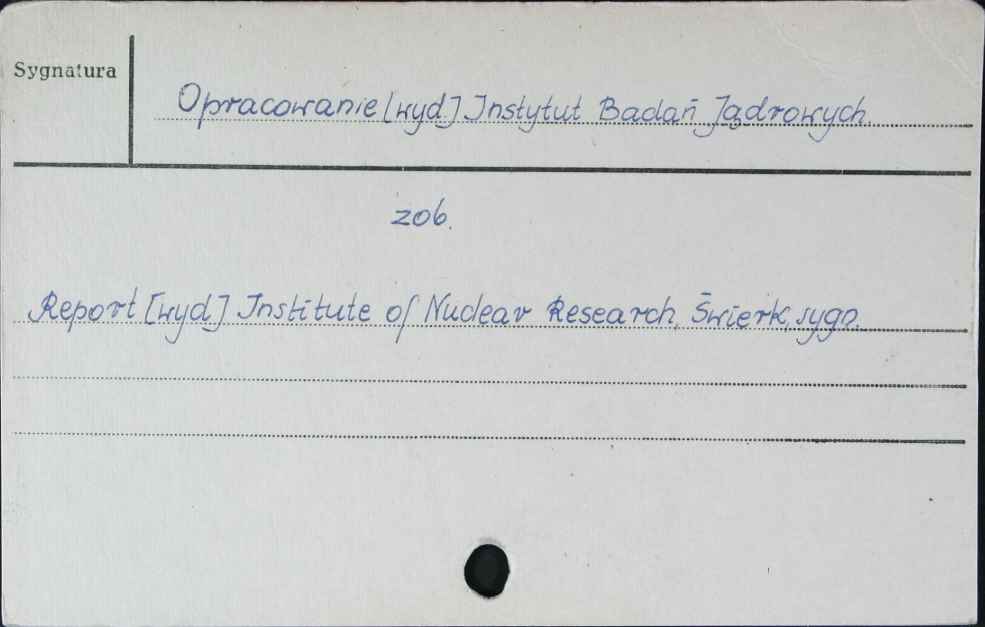 Sygnatura
Opracowanie [wyd] Instytut Badań Jądrowych.
zob.
Report [wyd] Institute of Nuclear Research, Świerk, sygn.